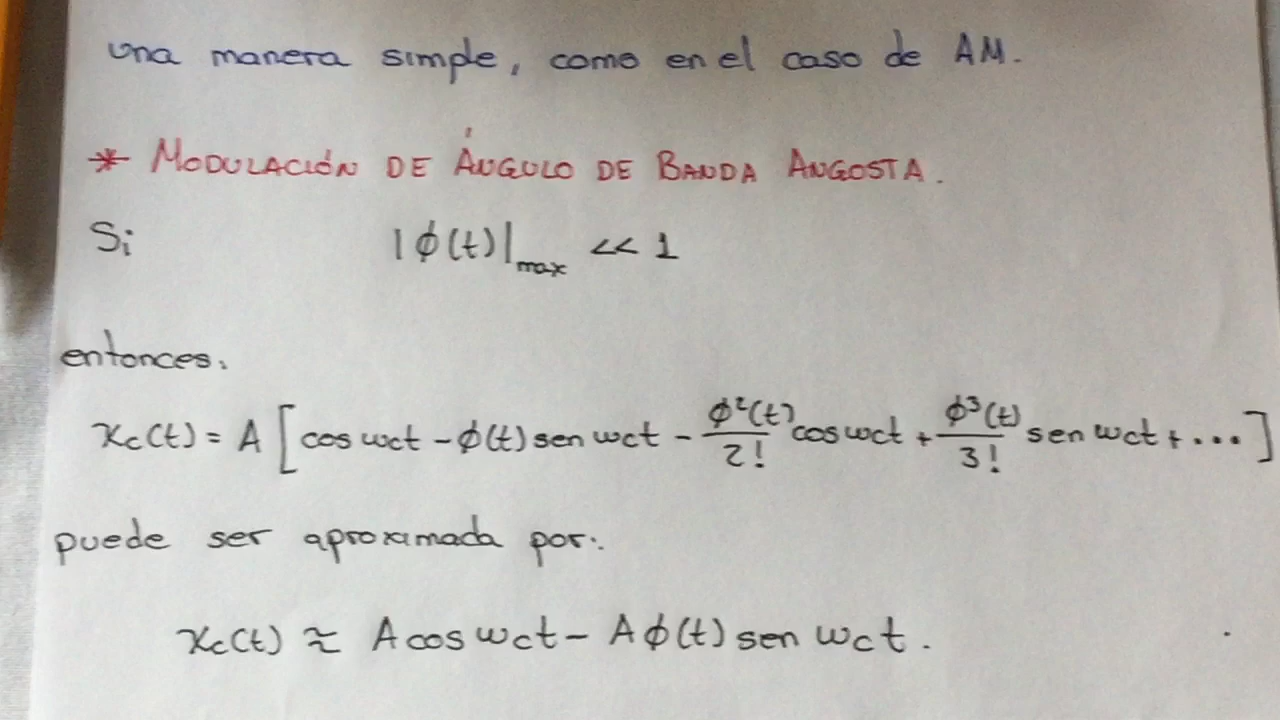 una manera simple, como en el caso de AM.
* MODULACIÓN DE ÁNGULO DE BANDA ANGOSTA.
Si |ϕ(t)|max << 1
entonces.
xc(t) = A [cos wct - ϕ(t) sen wct - ϕ²(t)/2! cos wct + ϕ³(t)/3! sen wct + ...]
puede ser aproximada por:.
xc(t) ≈ A cos wct - A ϕ(t) sen wct.